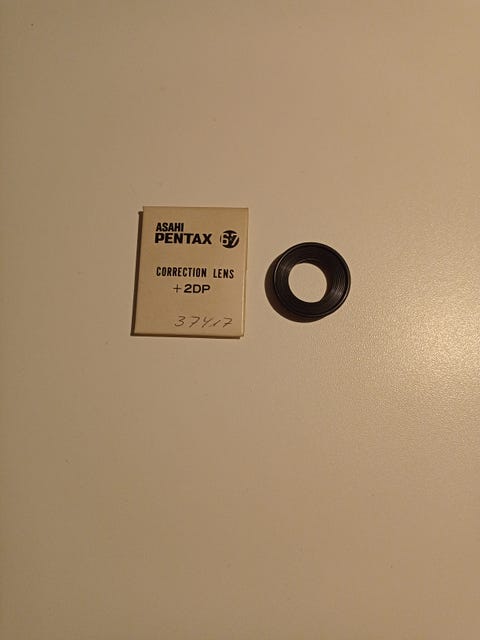 ASAHI
PENTAX 67
CORRECTION LENS
+2DP
37417